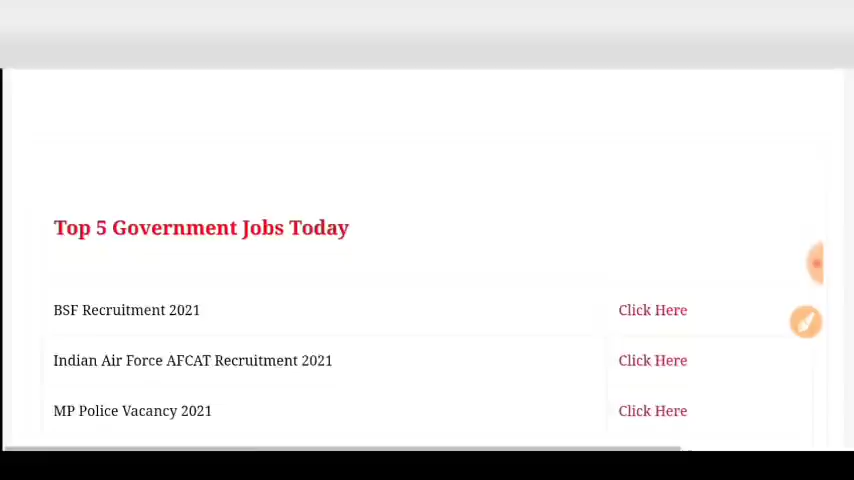 Top 5 Government Jobs Today
BSF Recruitment 2021 Click Here
Indian Air Force AFCAT Recruitment 2021 Click Here
MP Police Vacancy 2021 Click Here